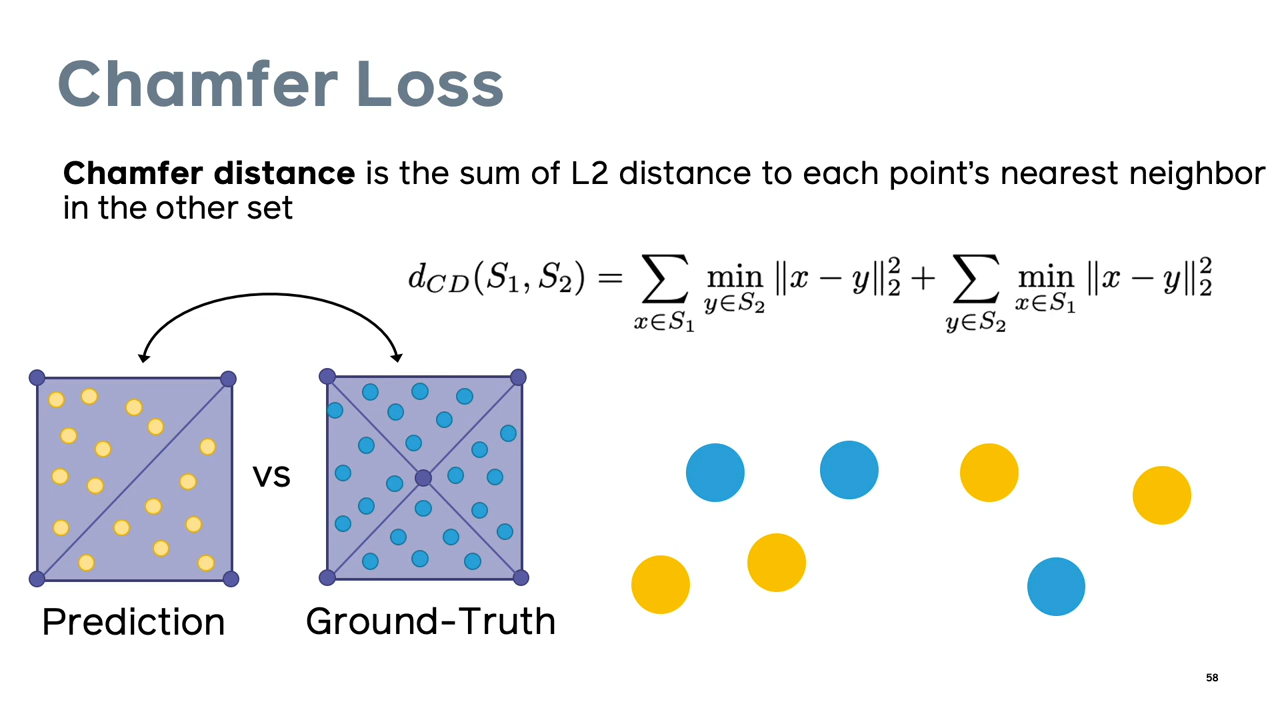 Chamfer Loss
Chamfer distance is the sum of L2 distance to each point's nearest neighbor
in the other set
d_{CD}(S_1, S_2) = \sum_{x \in S_1} \min_{y \in S_2} \|x - y\|_2^2 + \sum_{y \in S_2} \min_{x \in S_1} \|x - y\|_2^2
vs
Prediction
Ground-Truth
58